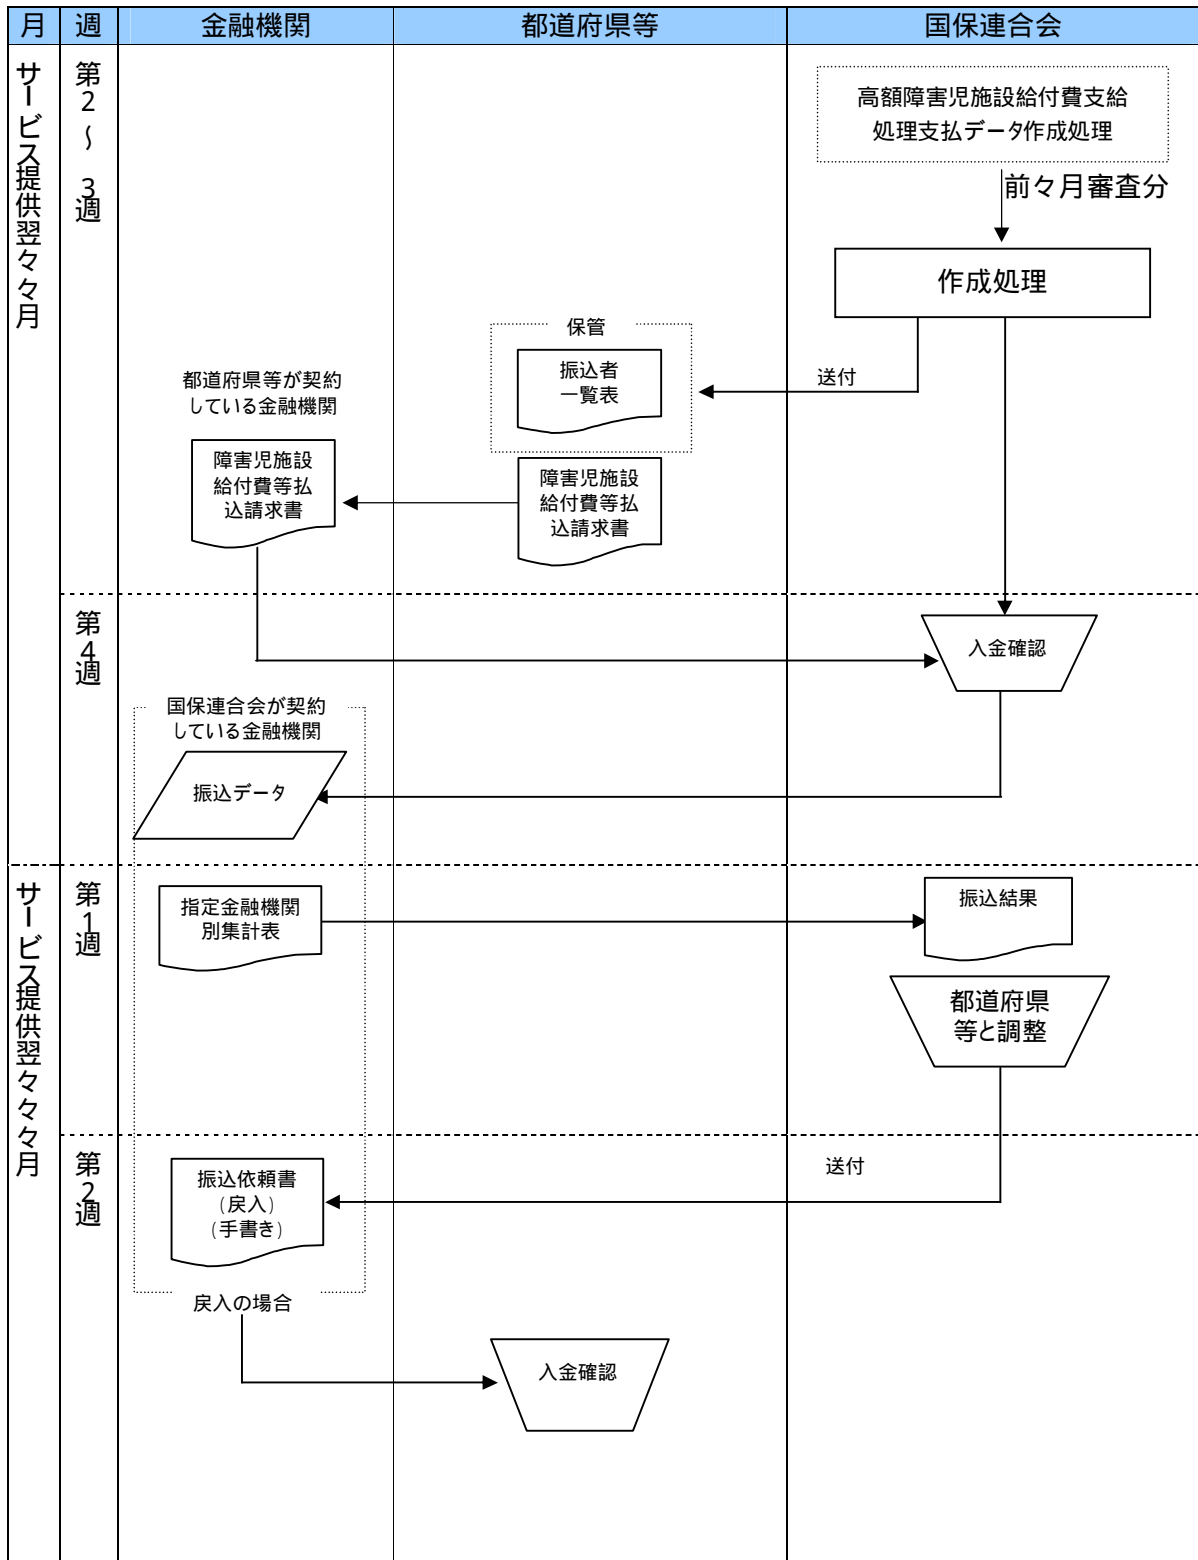 月 週 金融機関 都道府県等 国保連合会
サービス提供翌々月
第2～3週
高額障害児施設給付費支給
処理支払データ作成処理
前々月審査分
作成処理
保管
振込者
一覧表
送付
都道府県等が契約
している金融機関
障害児施設
給付費等払
込請求書
障害児施設
給付費等払
込請求書
第4週
入金確認
国保連合会が契約
している金融機関
振込データ
サービス提供翌々々月
第1週
指定金融機関
別集計表
振込結果
都道府県
等と調整
第2週
送付
振込依頼書
(戻入)
(手書き)
戻入の場合
入金確認